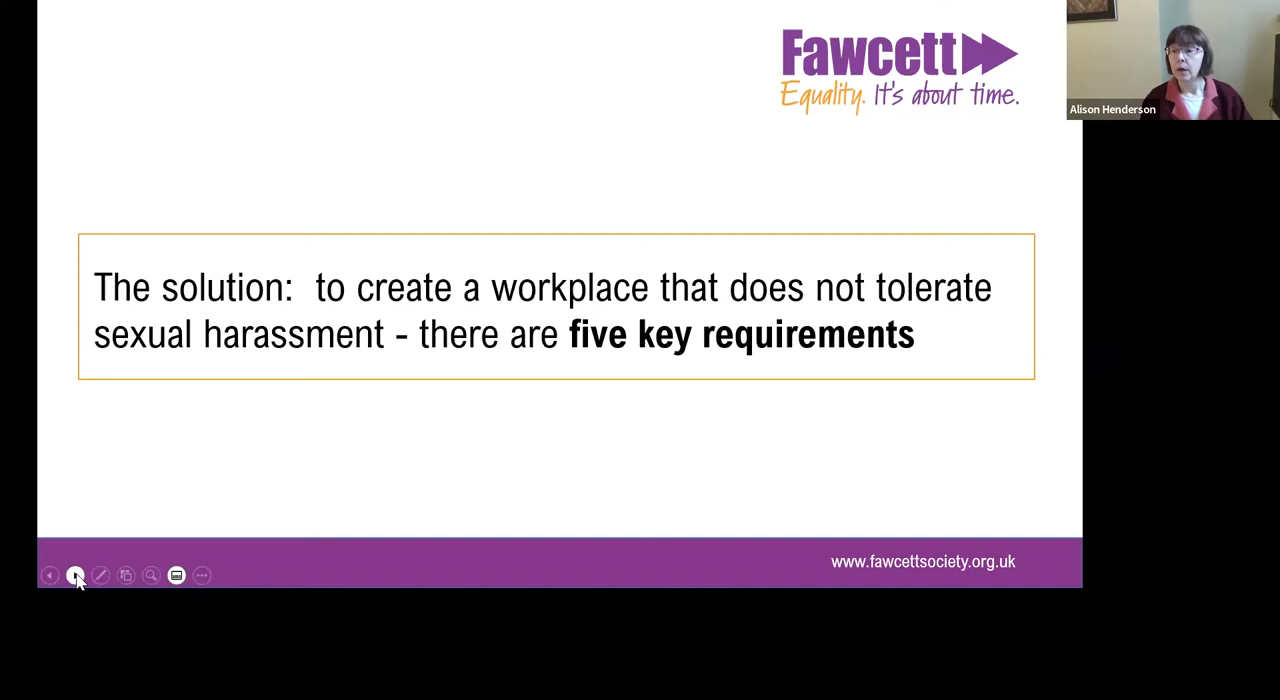 Fawcett
Equality. It's about time.
Alison Henderson
The solution:  to create a workplace that does not tolerate
sexual harassment - there are five key requirements
www.fawcettsociety.org.uk